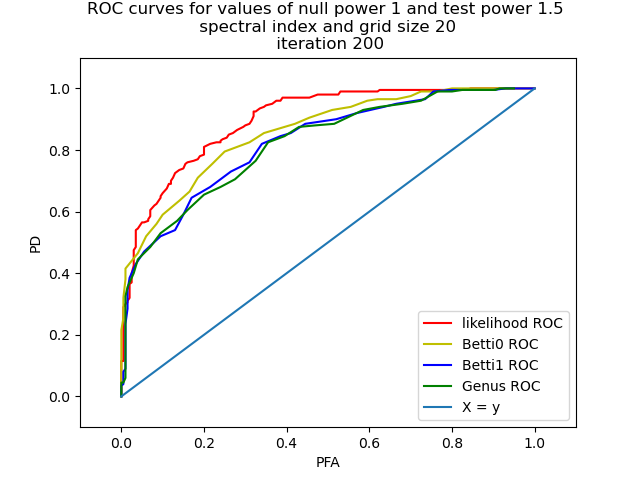 ROC curves for values of null power 1 and test power 1.5
spectral index and grid size 20
iteration 200
1.0
0.8
0.6
0.4
0.2
0.0
PD
0.0 0.2 0.4 0.6 0.8 1.0
PFA
likelihood ROC
Betti0 ROC
Betti1 ROC
Genus ROC
X = y